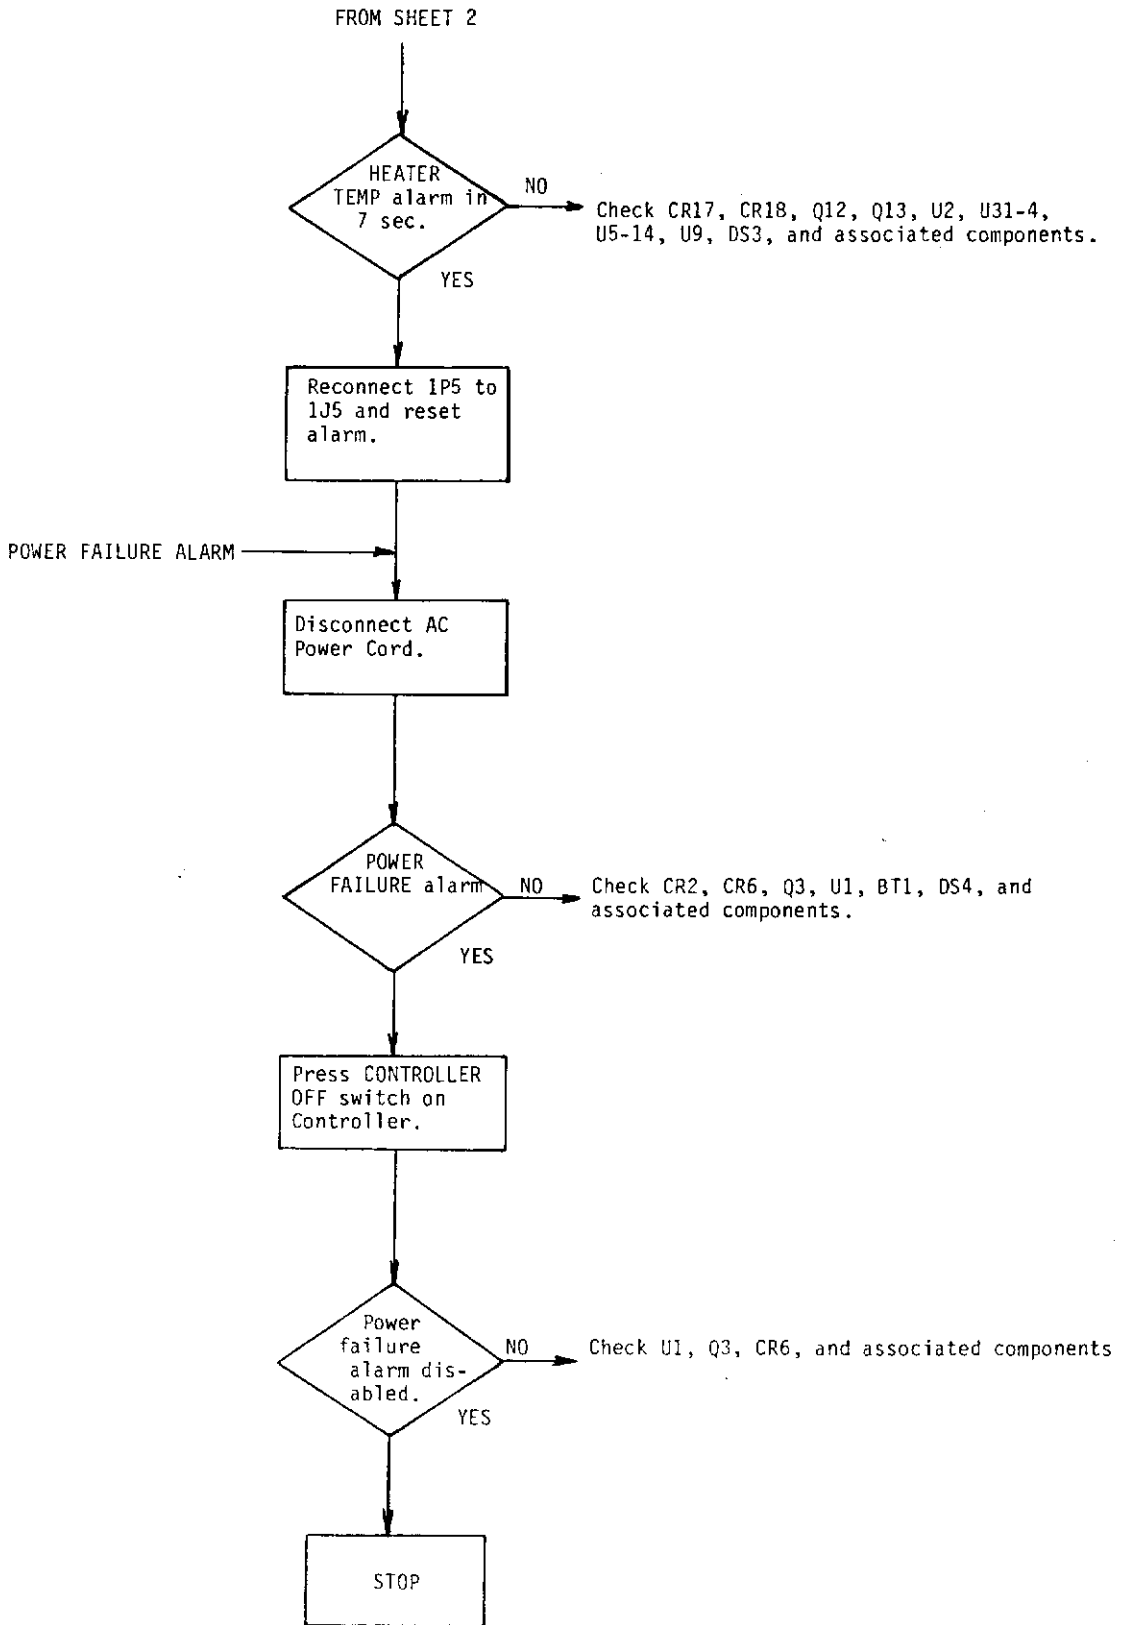 FROM SHEET 2
HEATER
TEMP alarm in
7 sec.
NO
Check CR17, CR18, Q12, Q13, U2, U31-4,
U5-14, U9, DS3, and associated components.
YES
Reconnect 1P5 to
1J5 and reset
alarm.
POWER FAILURE ALARM
Disconnect AC
Power Cord.
POWER
FAILURE alarm
NO
Check CR2, CR6, Q3, U1, BT1, DS4, and
associated components.
YES
Press CONTROLLER
OFF switch on
Controller.
Power
failure
alarm dis-
abled.
NO
Check U1, Q3, CR6, and associated components
YES
STOP